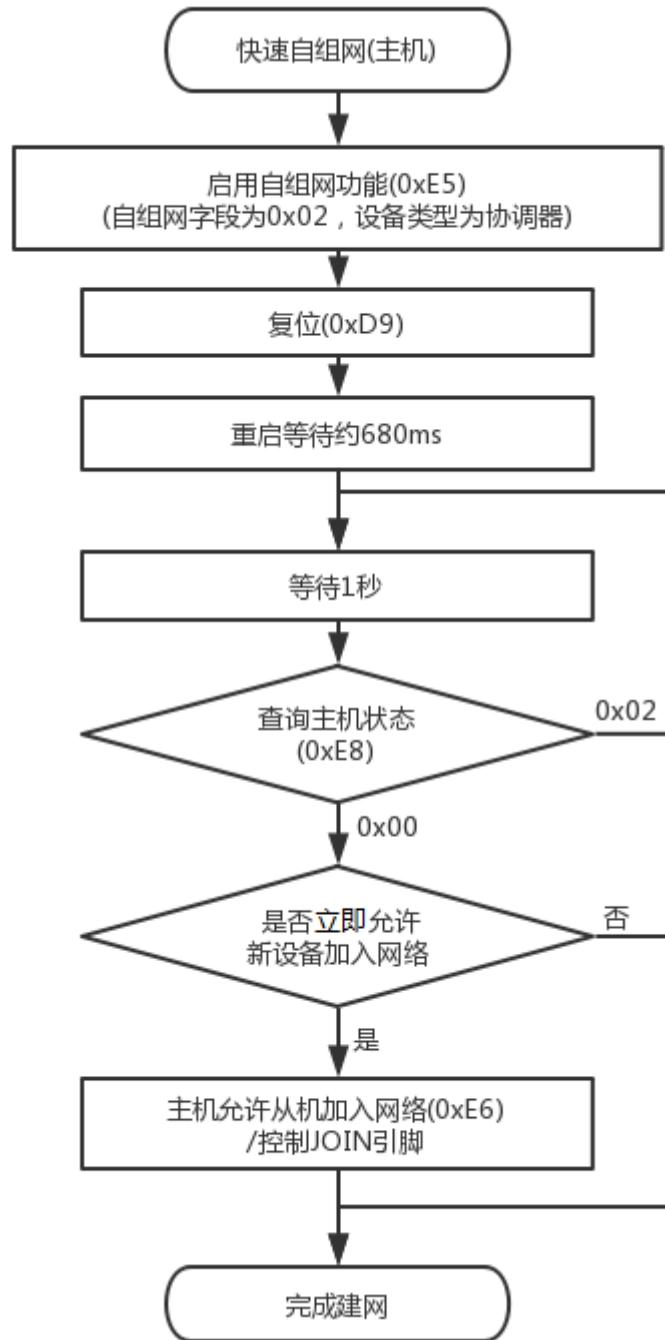 快速自组网(主机)
启用自组网功能(0xE5)
(自组网字段为0x02，设备类型为协调器)
复位(0xD9)
重启等待约680ms
等待1秒
查询主机状态
(0xE8)
0x02
0x00
是否立即允许
新设备加入网络
否
是
主机允许从机加入网络(0xE6)
/控制JOIN引脚
完成建网